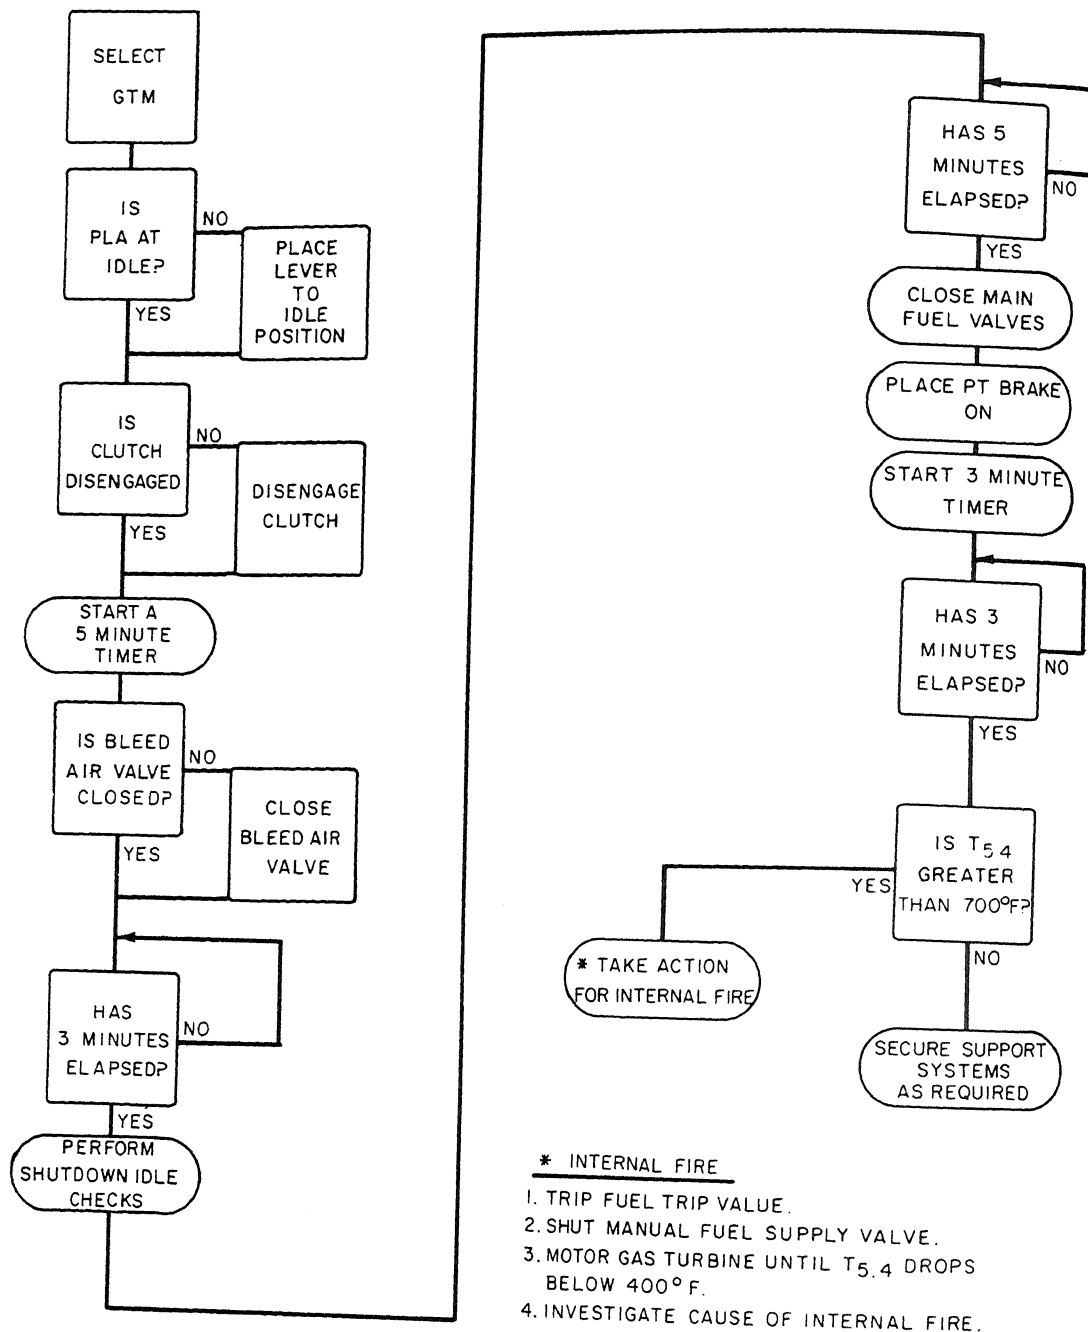 SELECT
GTM
IS
PLA AT
IDLE?
NO
PLACE
LEVER
TO
IDLE
POSITION
YES
IS
CLUTCH
DISENGAGED
NO
DISENGAGE
CLUTCH
YES
START A
5 MINUTE
TIMER
IS BLEED
AIR VALVE
CLOSED?
NO
CLOSE
BLEED AIR
VALVE
YES
HAS
3 MINUTES
ELAPSED?
NO
YES
PERFORM
SHUTDOWN IDLE
CHECKS
HAS 5
MINUTES
ELAPSED?
NO
YES
CLOSE MAIN
FUEL VALVES
PLACE PT BRAKE
ON
START 3 MINUTE
TIMER
HAS 3
MINUTES
ELAPSED?
NO
YES
IS T5.4
GREATER
THAN 700°F?
YES
* TAKE ACTION
FOR INTERNAL FIRE
NO
SECURE SUPPORT
SYSTEMS
AS REQUIRED
* INTERNAL FIRE
1. TRIP FUEL TRIP VALUE.
2. SHUT MANUAL FUEL SUPPLY VALVE.
3. MOTOR GAS TURBINE UNTIL T5.4 DROPS
BELOW 400° F.
4. INVESTIGATE CAUSE OF INTERNAL FIRE.